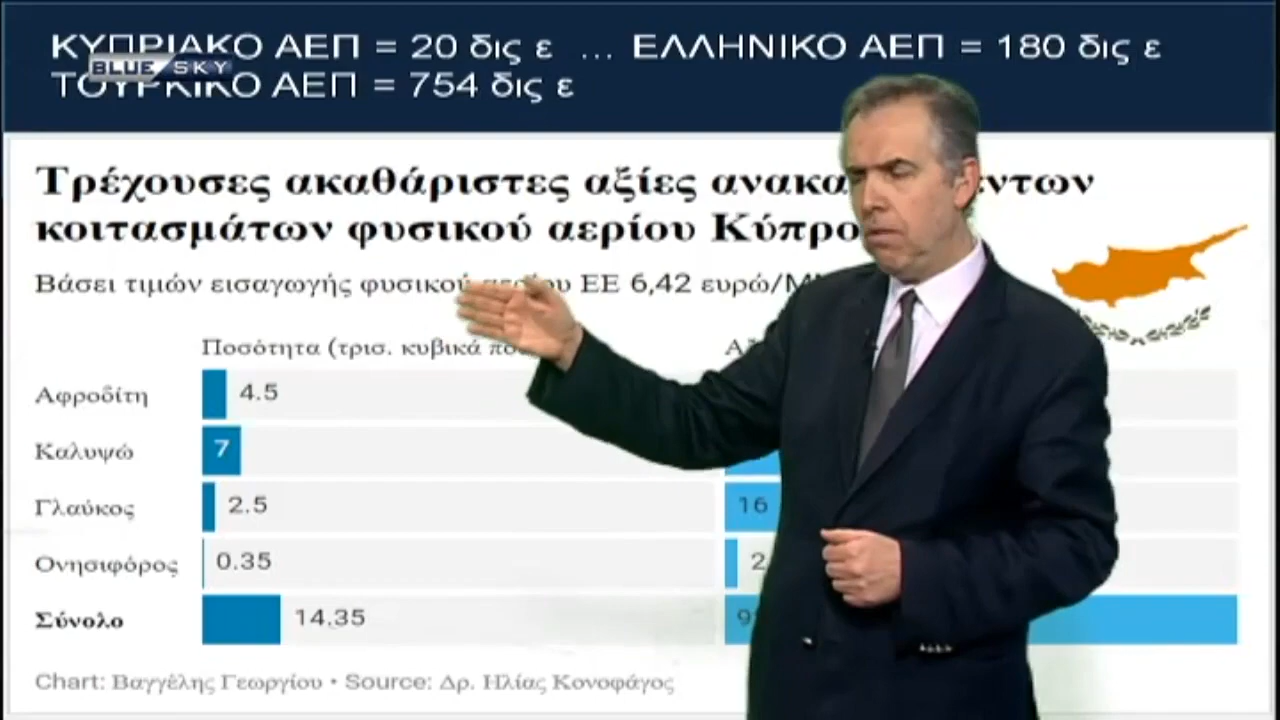 ΚΥΠΡΙΑΚΟ ΑΕΠ = 20 δις ε ... ΕΛΛΗΝΙΚΟ ΑΕΠ = 180 δις ε
BLUE SKY
ΤΟΥΡΚΙΚΟ ΑΕΠ = 754 δις ε
Τρέχουσες ακαθάριστες αξίες
κοιτασμάτων φυσικού αερίου
Βάσει τιμών εισαγωγής φυσικού αερίου ΕΕ 6,42
Ποσότητα (τρισ. κυβικά
Αφροδίτη 4.5
Καλυψώ 7
Γλαύκος 2.5 16
Ονησιφόρος 0.35
Σύνολο 14.35
Chart: Βαγγέλης Γεωργίου • Source: Δρ. Ηλίας Κονοφάγος